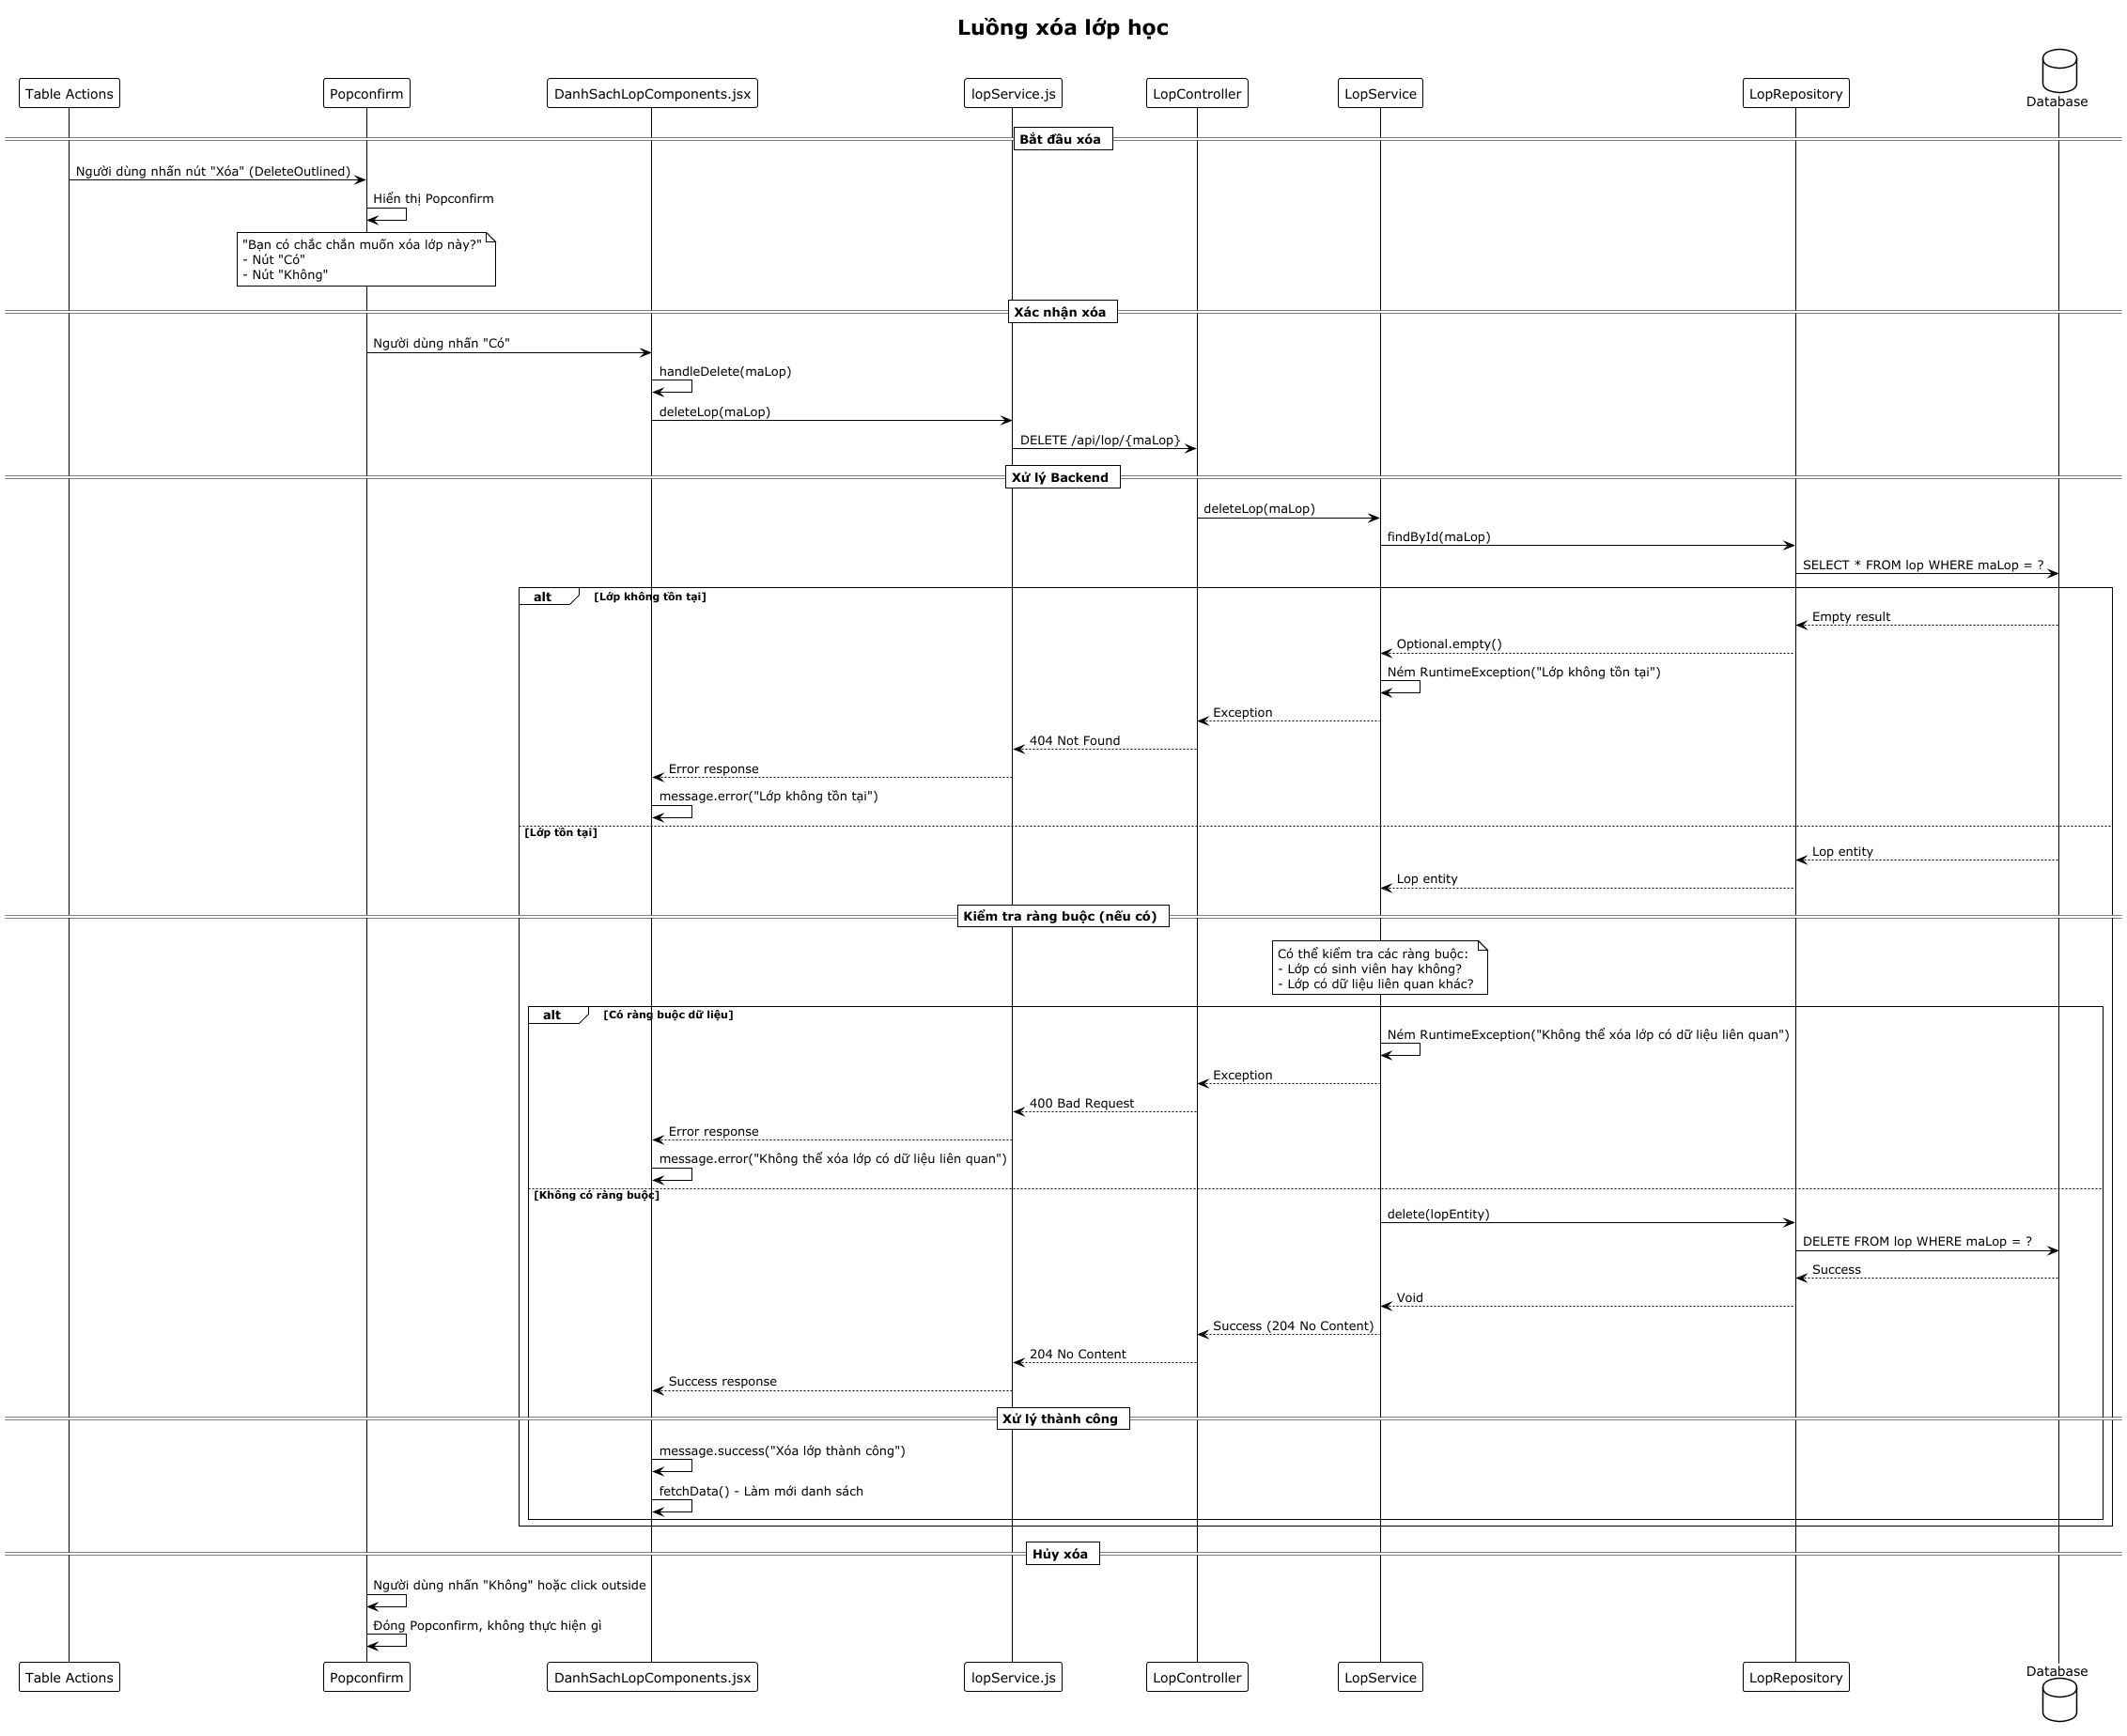 Luồng xóa lớp học
Table Actions
Popconfirm
DanhSachLopComponents.jsx
lopService.js
LopController
LopService
LopRepository
Database
Bắt đầu xóa
Người dùng nhấn nút "Xóa" (DeleteOutlined)
Hiển thị Popconfirm
"Bạn có chắc chắn muốn xóa lớp này?"
- Nút "Có"
- Nút "Không"
Xác nhận xóa
Người dùng nhấn "Có"
handleDelete(maLop)
deleteLop(maLop)
DELETE /api/lop/{maLop}
Xử lý Backend
deleteLop(maLop)
findById(maLop)
SELECT * FROM lop WHERE maLop = ?
alt [Lớp không tồn tại]
Empty result
Optional.empty()
Ném RuntimeException("Lớp không tồn tại")
Exception
404 Not Found
Error response
message.error("Lớp không tồn tại")
[Lớp tồn tại]
Lop entity
Lop entity
Kiểm tra ràng buộc (nếu có)
Có thể kiểm tra các ràng buộc:
- Lớp có sinh viên hay không?
- Lớp có dữ liệu liên quan khác?
alt [Có ràng buộc dữ liệu]
Ném RuntimeException("Không thể xóa lớp có dữ liệu liên quan")
Exception
400 Bad Request
Error response
message.error("Không thể xóa lớp có dữ liệu liên quan")
[Không có ràng buộc]
delete(lopEntity)
DELETE FROM lop WHERE maLop = ?
Success
Void
Success (204 No Content)
204 No Content
Success response
Xử lý thành công
message.success("Xóa lớp thành công")
fetchData() - Làm mới danh sách
Hủy xóa
Người dùng nhấn "Không" hoặc click outside
Đóng Popconfirm, không thực hiện gì
Table Actions
Popconfirm
DanhSachLopComponents.jsx
lopService.js
LopController
LopService
LopRepository
Database